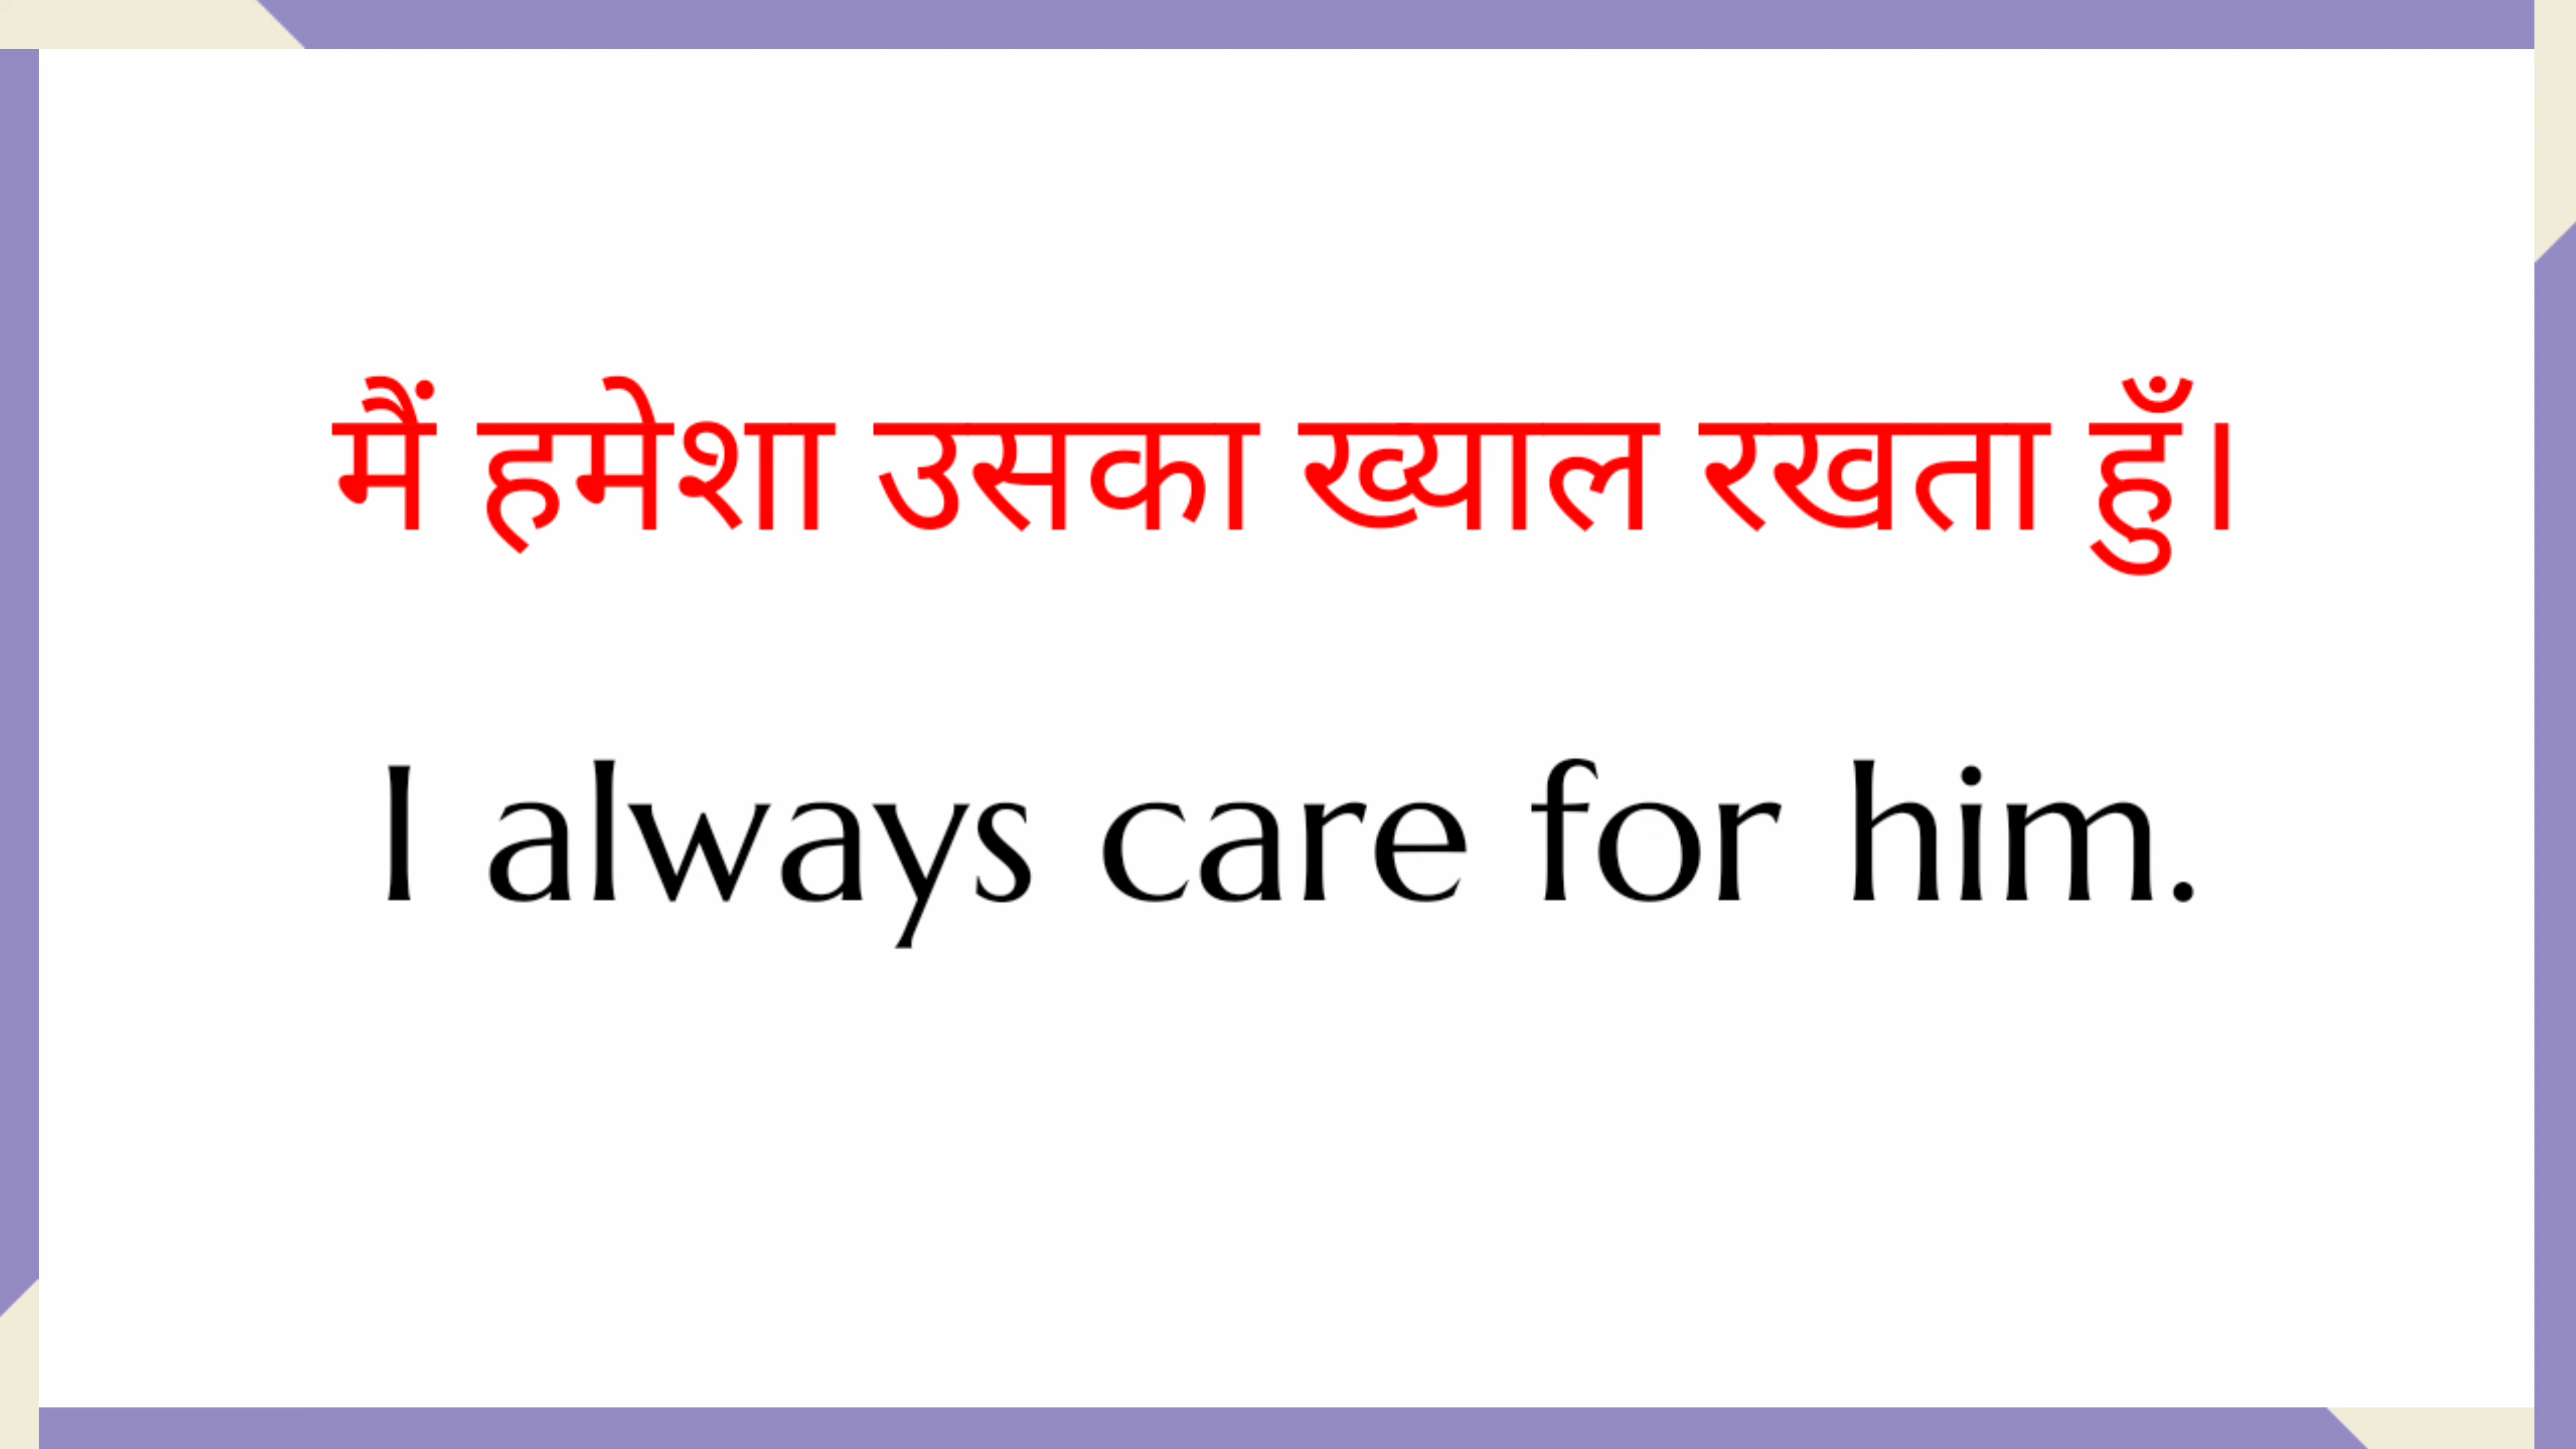 मैं हमेशा उसका ख्याल रखता हुँ।
I always care for him.